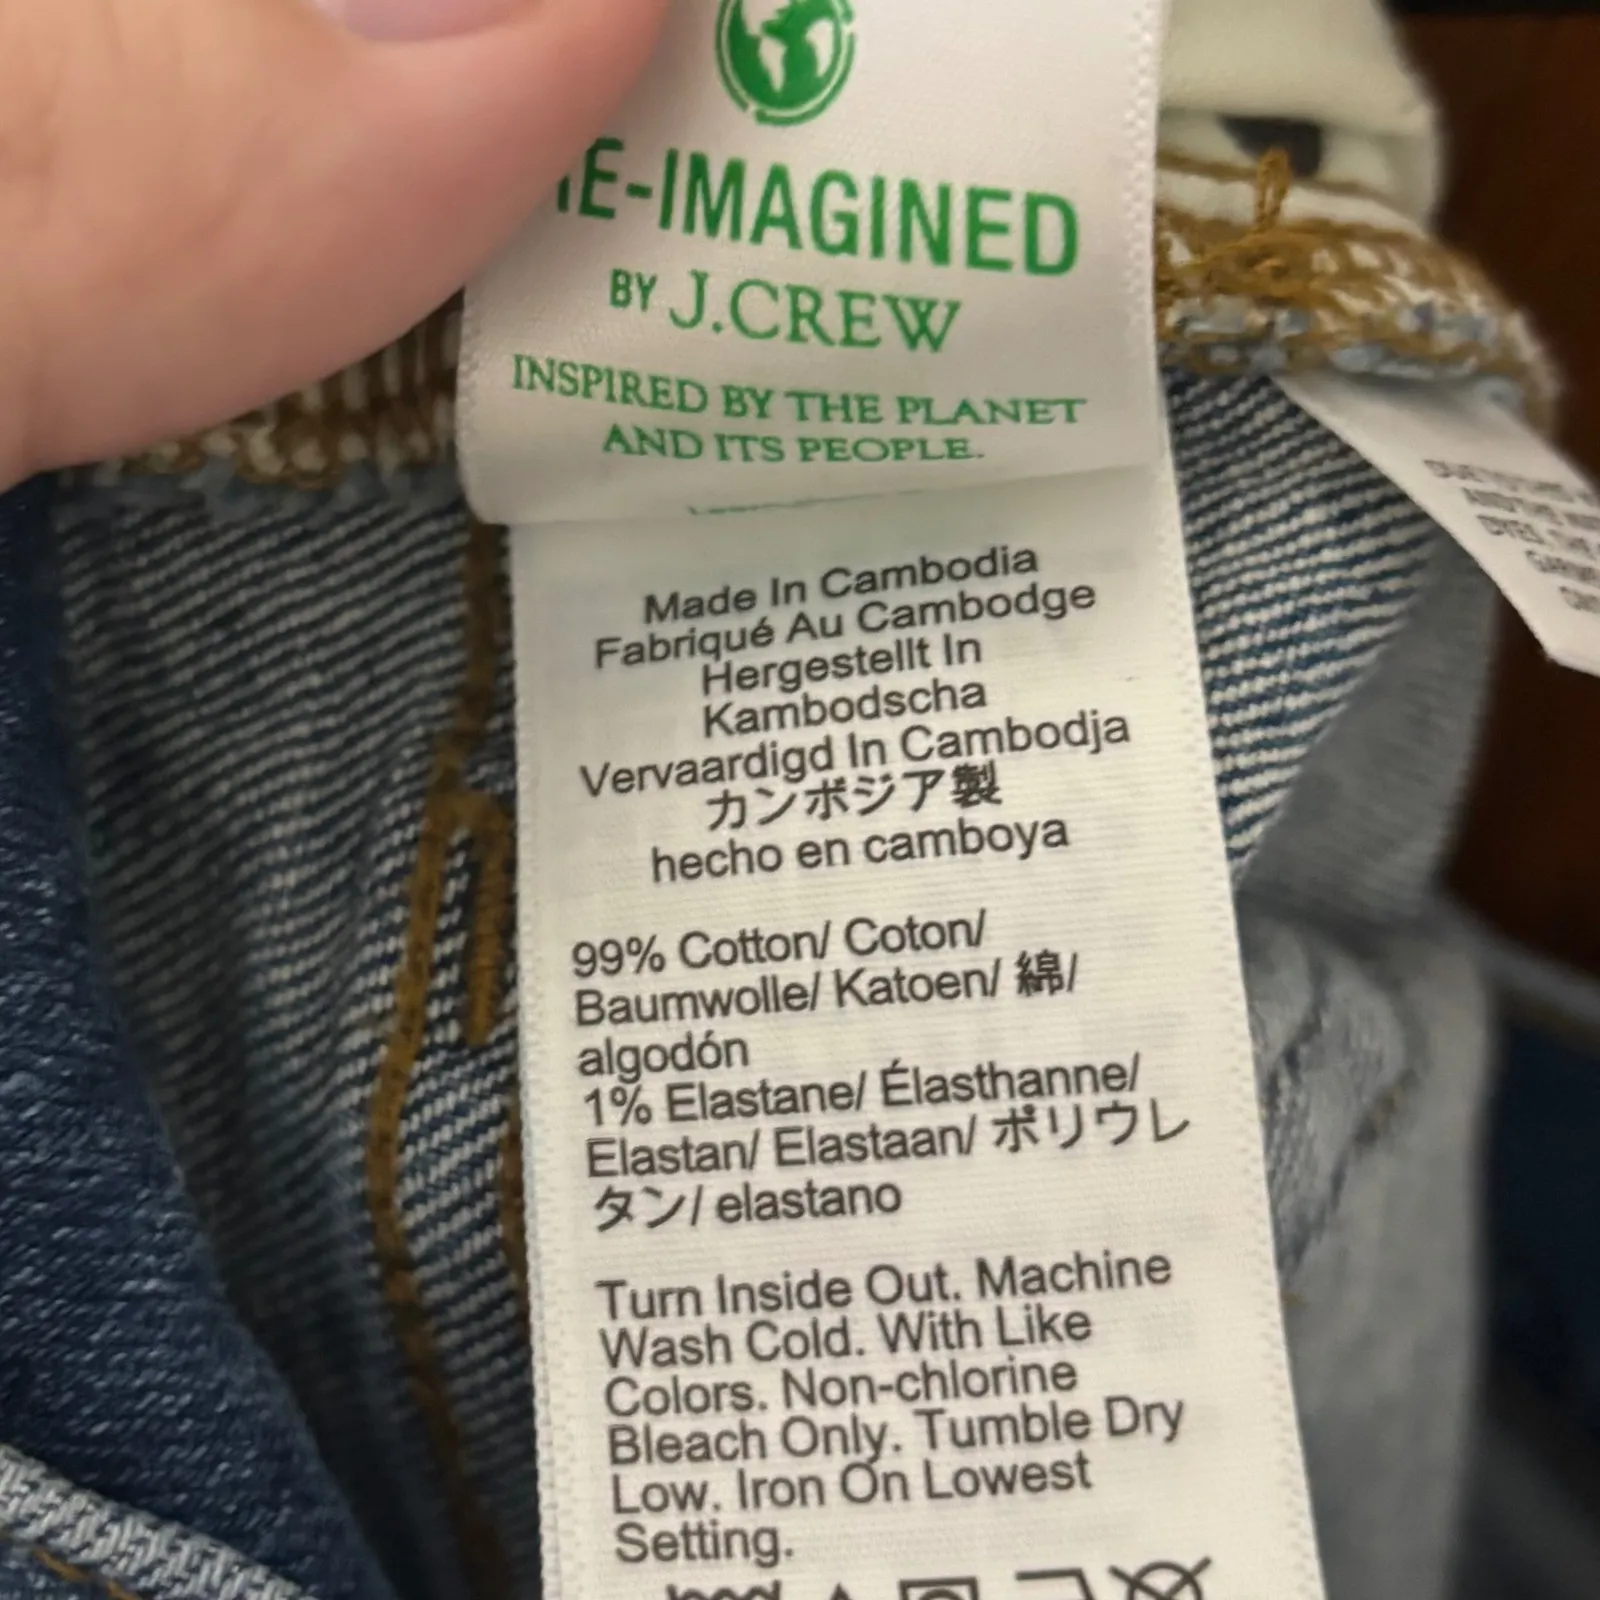 E-IMAGINED
BY J.CREW
INSPIRED BY THE PLANET
AND ITS PEOPLE.
Made In Cambodia
Fabriqué Au Cambodge
Hergestellt In
Kambodscha
Vervaardigd In Cambodja
カンボジア製
hecho en camboya
99% Cotton/ Coton/
Baumwolle/ Katoen/ 綿/
algodón
1% Elastane/ Élasthanne/
Elastan/ Elastaan/ ポリウレ
タン/ elastano
Turn Inside Out. Machine
Wash Cold. With Like
Colors. Non-chlorine
Bleach Only. Tumble Dry
Low. Iron On Lowest
Setting.